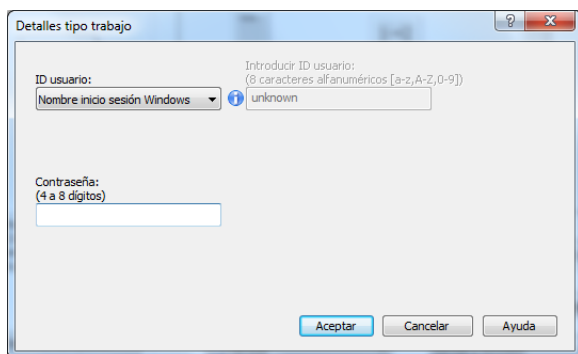 Detalles tipo trabajo
ID usuario:
Nombre inicio sesión Windows
Introducir ID usuario:
(8 caracteres alfanuméricos [a-z,A-Z,0-9])
unknown
Contraseña:
(4 a 8 dígitos)
Aceptar Cancelar Ayuda